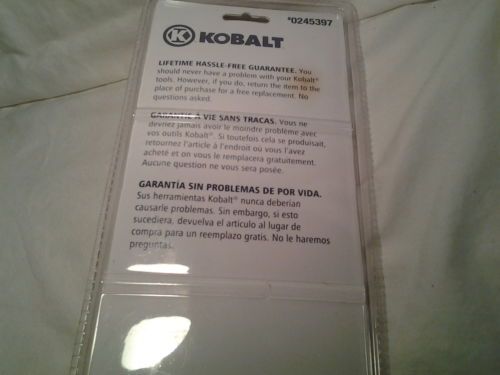 K KOBALT *0245397
LIFETIME HASSLE-FREE GUARANTEE. You
should never have a problem with your Kobalt®
tools. However, if you do, return the item to the
place of purchase for a free replacement. No
questions asked.
GARANTIE À VIE SANS TRACAS. Vous ne
devriez jamais avoir le moindre problème avec
vos outils Kobalt®. Si toutefois cela se produisait,
retournez l'article à l'endroit où vous l'avez
acheté et on vous le remplacera gratuitement.
Aucune question ne vous sera posée.
GARANTÍA SIN PROBLEMAS DE POR VIDA.
Sus herramientas Kobalt® nunca deberían
causarle problemas. Sin embargo, si esto
sucediera, devuelva el artículo al lugar de
compra para un reemplazo gratis. No le haremos
preguntas.